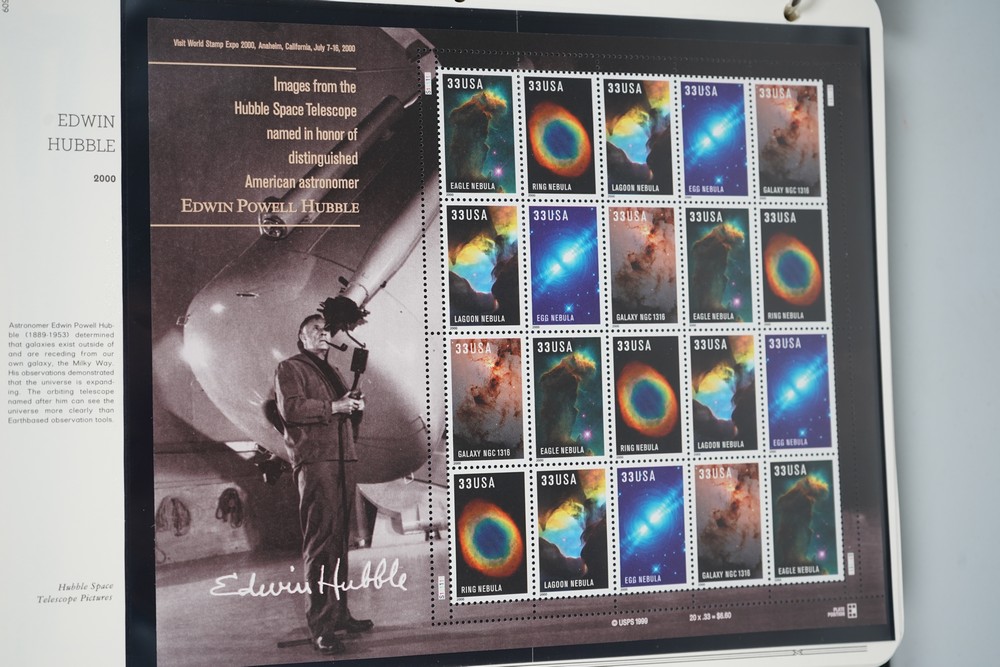 EDWIN
HUBBLE
2000
Astronomer Edwin Powell Hub-
ble (1889-1953) determined
that galaxies exist outside of
and are receding from our
own galaxy, the Milky Way.
His observations demonstrated
that the universe is expand-
ing. The orbiting telescope
named after him can see the
universe more clearly than
Earthbased observation tools.
Hubble Space
Telescope Pictures
Visit World Stamp Expo 2000, Anaheim, California, July 7-16, 2000
Images from the
Hubble Space Telescope
named in honor of
distinguished
American astronomer
EDWIN POWELL HUBBLE
Edwin Hubble
33USA
EAGLE NEBULA
33USA
RING NEBULA
33USA
LAGOON NEBULA
33USA
EGG NEBULA
33USA
GALAXY NGC 1316
33USA
LAGOON NEBULA
33USA
EGG NEBULA
33USA
GALAXY NGC 1316
33USA
EAGLE NEBULA
33USA
RING NEBULA
33USA
GALAXY NGC 1316
33USA
EAGLE NEBULA
33USA
RING NEBULA
33USA
LAGOON NEBULA
33USA
EGG NEBULA
33USA
RING NEBULA
33USA
LAGOON NEBULA
33USA
EGG NEBULA
33USA
GALAXY NGC 1316
33USA
EAGLE NEBULA
© USPS 1999
20 x .33 = $6.60
PLATE
POSITION